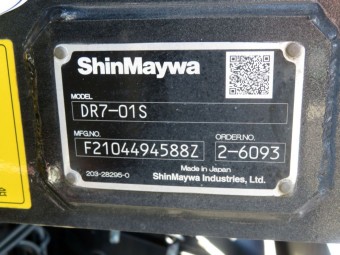 ShinMaywa
MODEL
DR7-01S
MFG.NO. ORDER.NO.
F2104494588Z 2-6093
Made in Japan
203-28295-0 ShinMaywa Industries, Ltd.